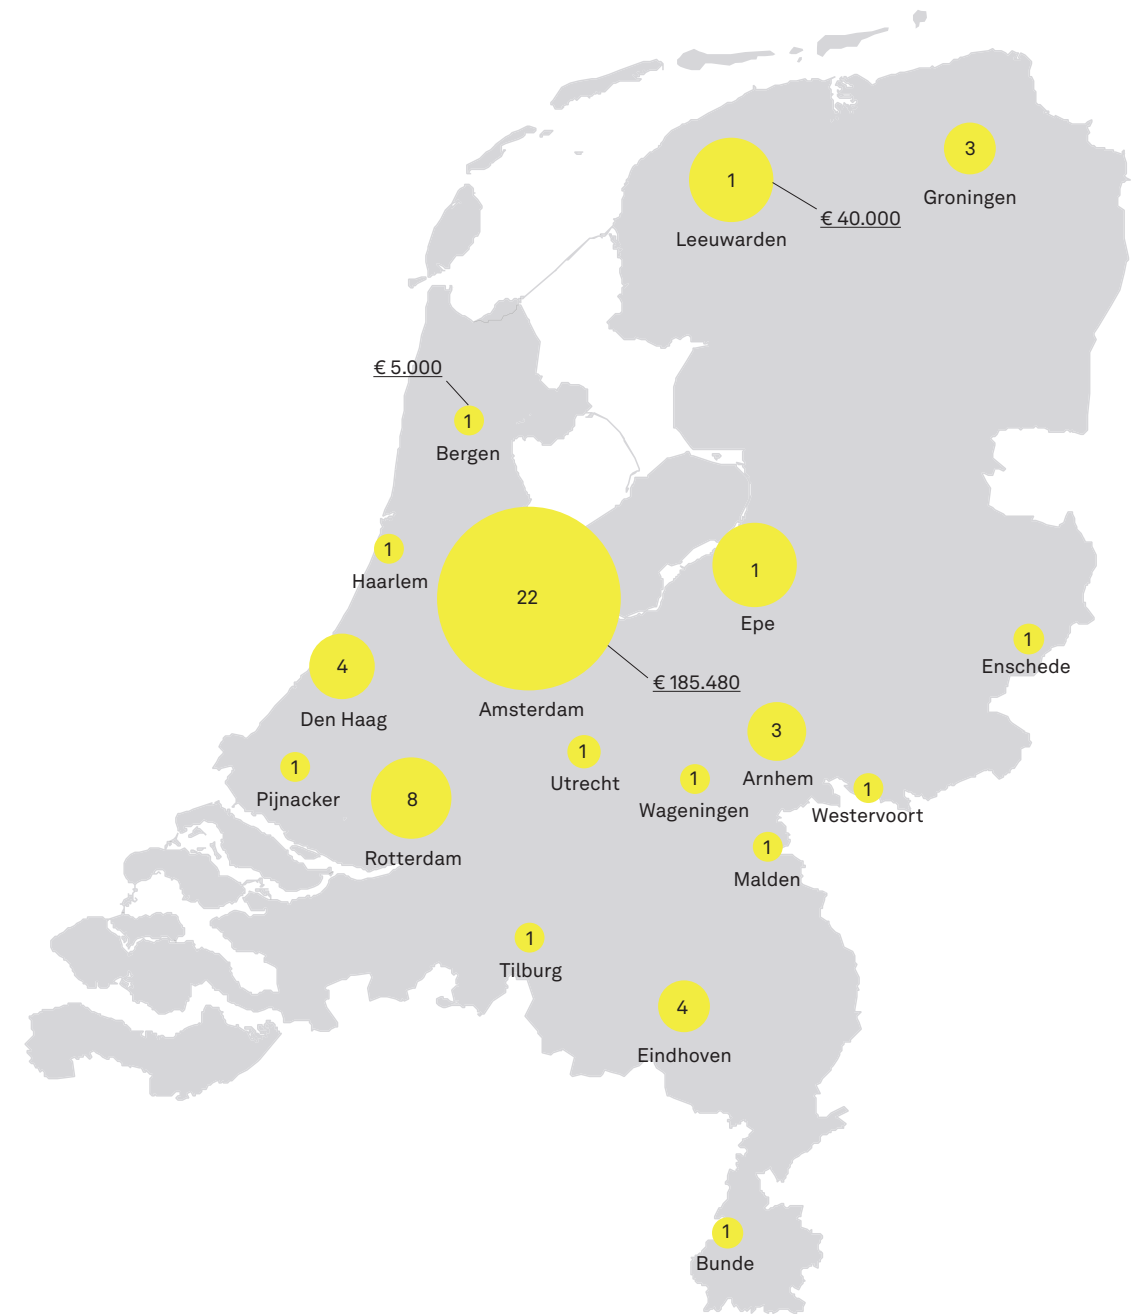 3
Groningen
1
Leeuwarden
€ 40.000
€ 5.000
1
Bergen
1
Haarlem
22
Amsterdam
€ 185.480
1
Epe
1
Enschede
4
Den Haag
1
Pijnacker
8
Rotterdam
1
Utrecht
1
Wageningen
3
Arnhem
1
Westervoort
1
Malden
1
Tilburg
4
Eindhoven
1
Bunde